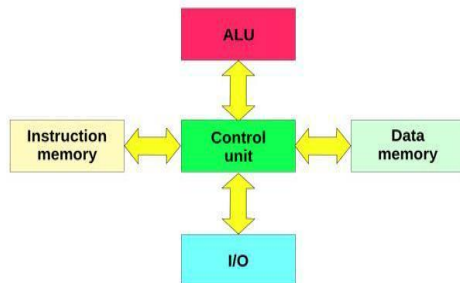 ALU
Instruction
memory
Control
unit
Data
memory
I/O